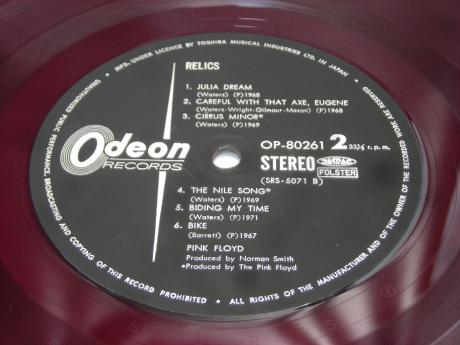 RELICS
1. JULIA DREAM
(Waters) (P)1968
2. CAREFUL WITH THAT AXE, EUGENE
(Waters-Wright-Gilmour-Mason) (P)1968
3. CIRRUS MINOR*
(Waters) (P)1969
Odeon
RECORDS
OP-80261 2 33⅓ r.p.m.
STEREO
(SRS-5071 B)
FOLSTER
4. THE NILE SONG*
(Waters) (P)1969
5. BIDING MY TIME
(Waters) (P)1971
6. BIKE
(Barrett) (P)1967
PINK FLOYD
Produced by Norman Smith
*Produced by The Pink Floyd
• MFG. UNDER LICENCE BY TOSHIBA MUSICAL INDUSTRIES LTD. IN JAPAN •
UNAUTHORIZED PUBLIC PERFORMANCE, BROADCASTING AND COPYING OF THIS RECORD PROHIBITED • ALL RIGHTS OF THE MANUFACTURER AND OF THE OWNER OF THE RECORDED WORK ARE RESERVED